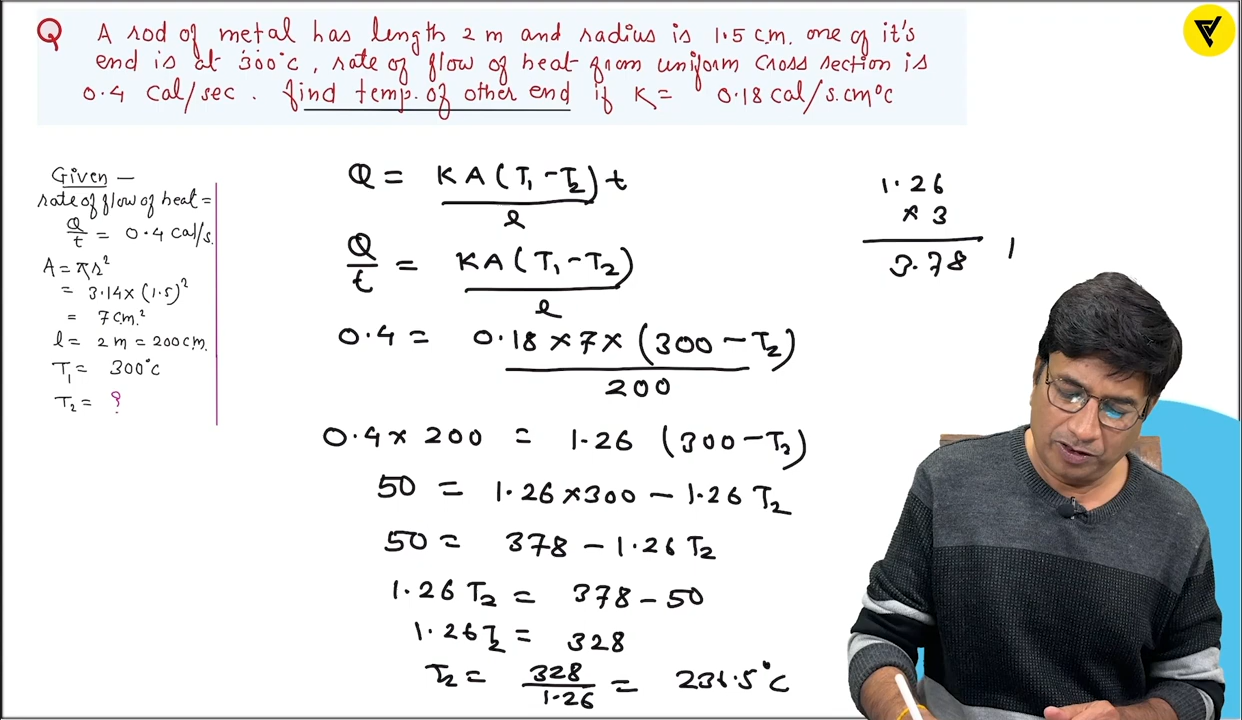 Q A rod of metal has length 2 m and radius is 1.5 c.m. one of it's
end is at 300°c, rate of flow of heat from uniform cross section is
0.4 cal/sec. find temp. of other end if K = 0.18 cal/s.cm°c
Given —
rate of flow of heat =
Q/t = 0.4 cal/s.
A = πr²
= 3.14 × (1.5)²
= 7 cm.²
l = 2 m = 200 cm.
T₁ = 300°c
T₂ = ?
Q = KA(T₁ - T₂)t / l
Q/t = KA(T₁ - T₂) / l
0.4 = 0.18 × 7 × (300 - T₂) / 200
0.4 × 200 = 1.26 (300 - T₂)
50 = 1.26 × 300 - 1.26 T₂
50 = 378 - 1.26 T₂
1.26 T₂ = 378 - 50
1.26 T₂ = 328
T₂ = 328 / 1.26 = 231.5°c
1.26
× 3
3.78